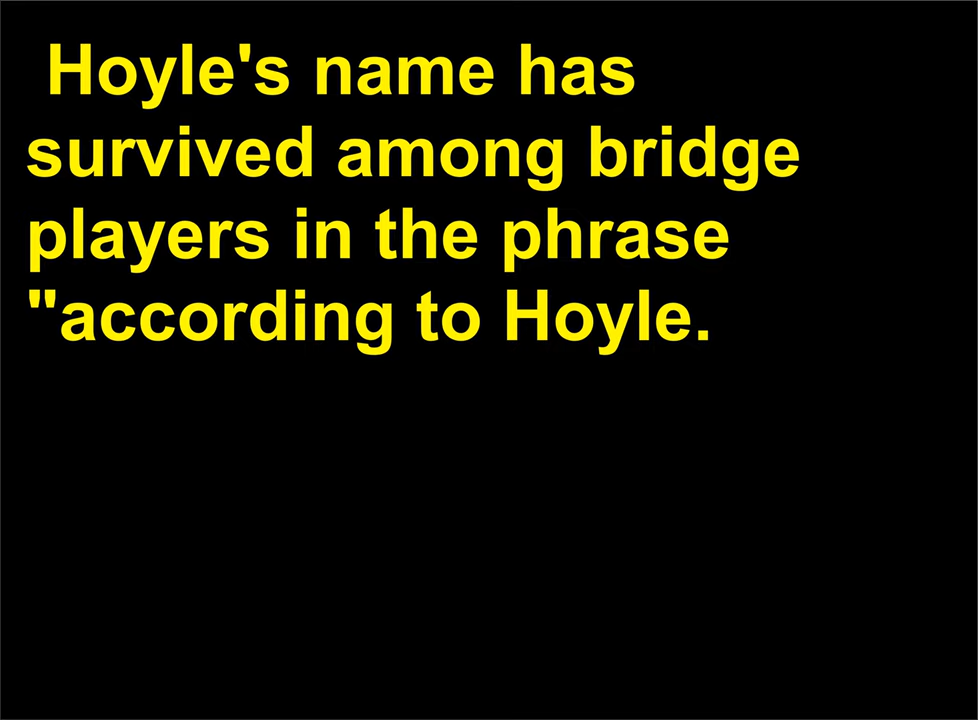 Hoyle's name has
survived among bridge
players in the phrase
"according to Hoyle.